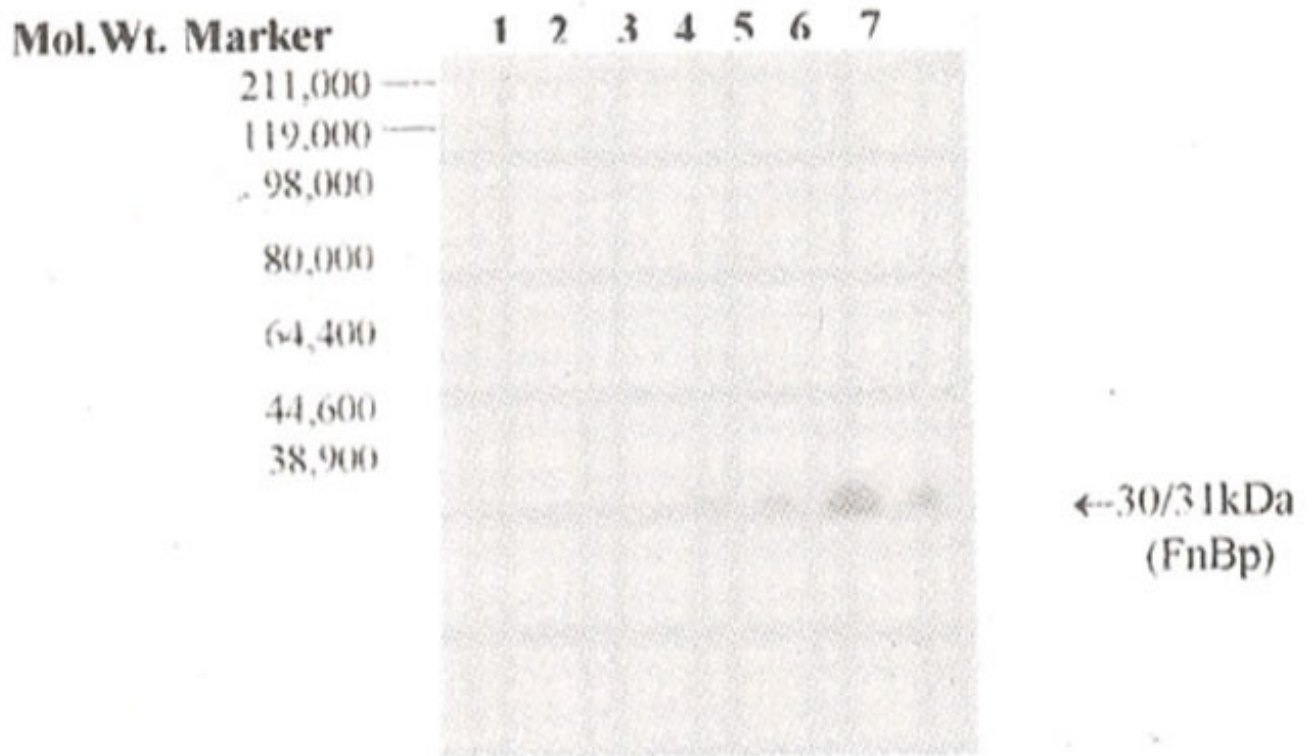 Mol.Wt. Marker 1 2 3 4 5 6 7
211,000
119,000
98,000
80,000
64,400
44,600
38,900
←--30/31kDa
(FnBp)